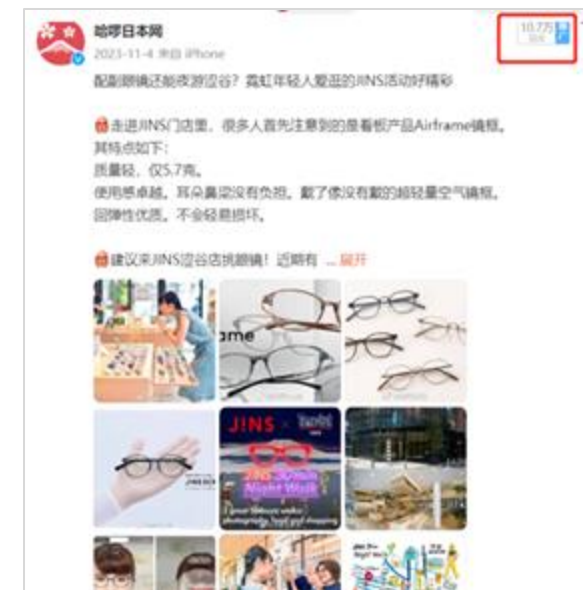 哈啰日本网
2023-11-4 来自 iPhone
10.7万
推广
配副眼镜还能夜游涩谷？霓虹年轻人爱逛的JINS活动好精彩
走进JINS门店里，很多人首先注意到的是看板产品Airframe镜框。
其特点如下：
质量轻，仅5.7克。
使用感卓越。耳朵鼻梁没有负担。戴了像没有戴的超轻量空气镜框。
回弹性优质。不会轻易损坏。
建议来JINS涩谷店挑眼镜！近期有 ... 展开
ame
JINS ×
JINS
Night Walk